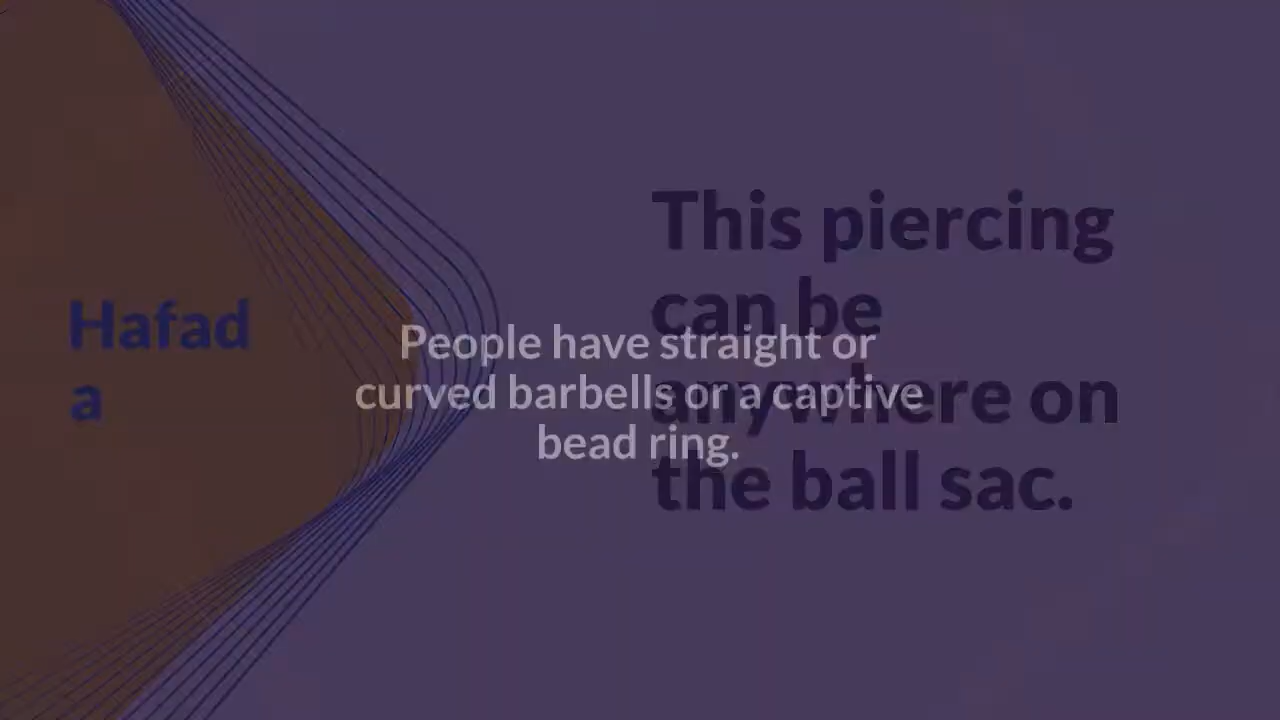 Hafad
a
This piercing
can be
anywhere on
the ball sac.
People have straight or
curved barbells or a captive
bead ring.